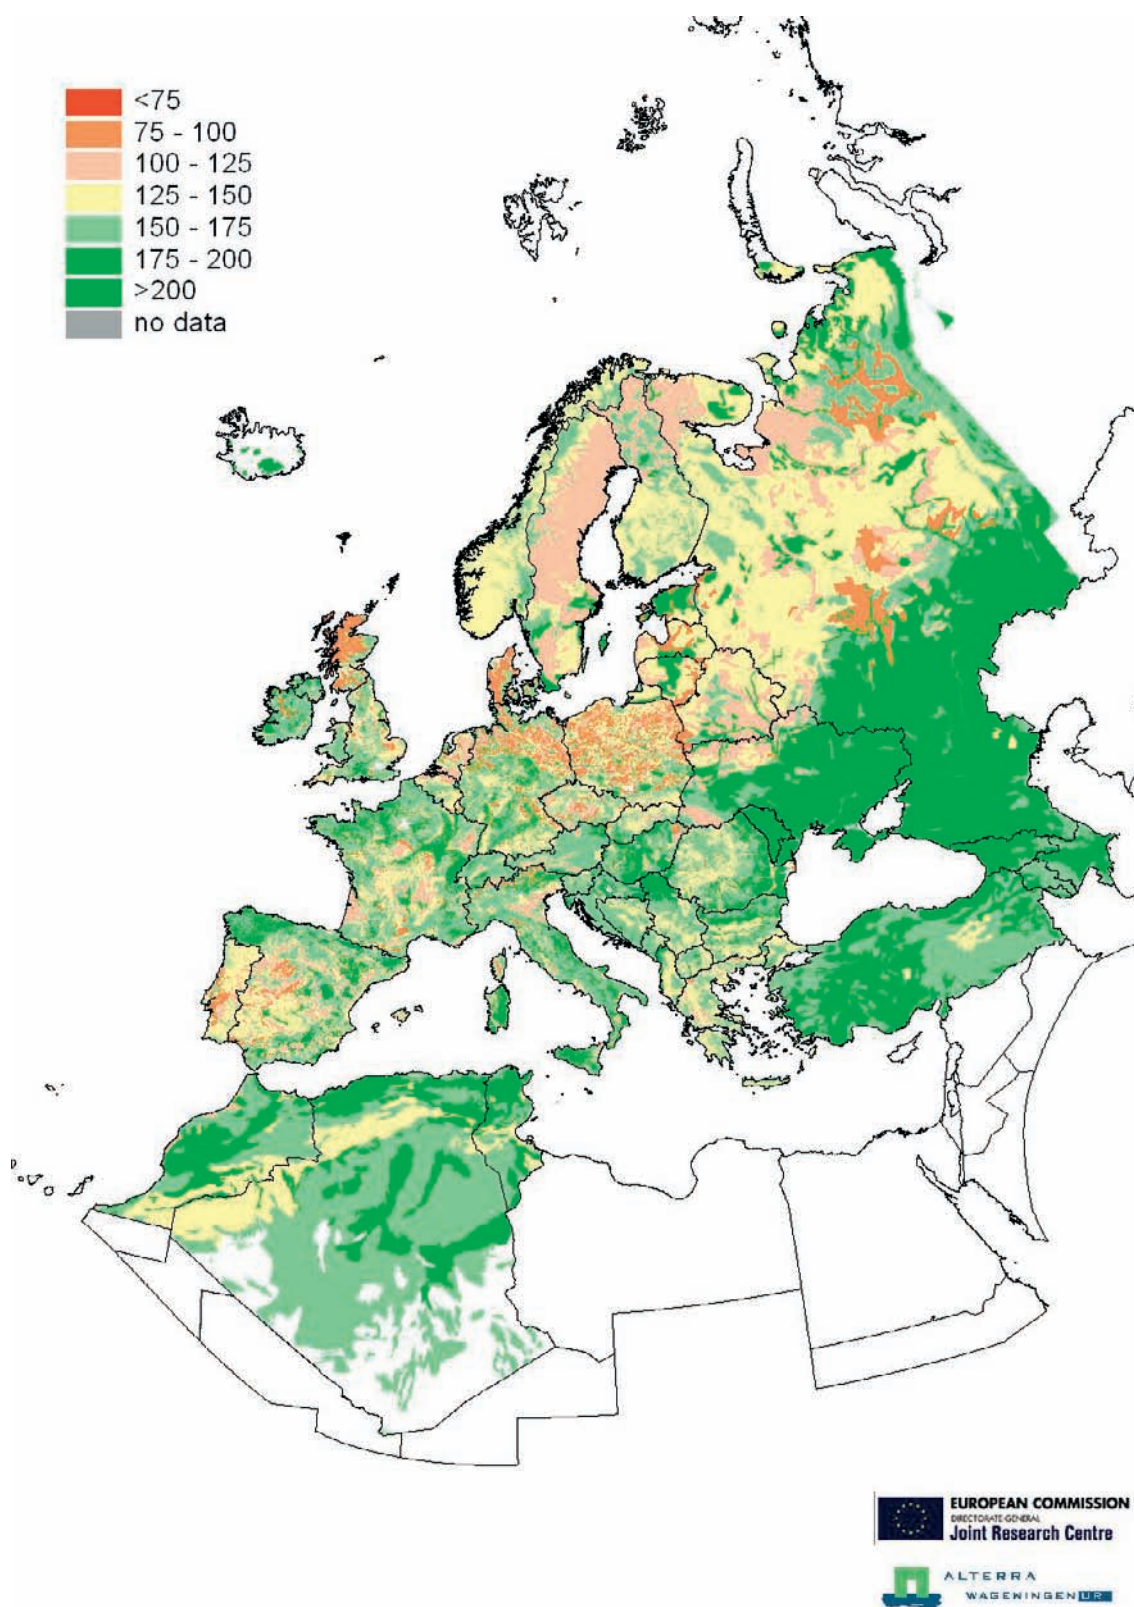 <75
75 - 100
100 - 125
125 - 150
150 - 175
175 - 200
>200
no data
EUROPEAN COMMISSION
DIRECTORATE-GENERAL
Joint Research Centre
ALTERRA
WAGENINGEN UR